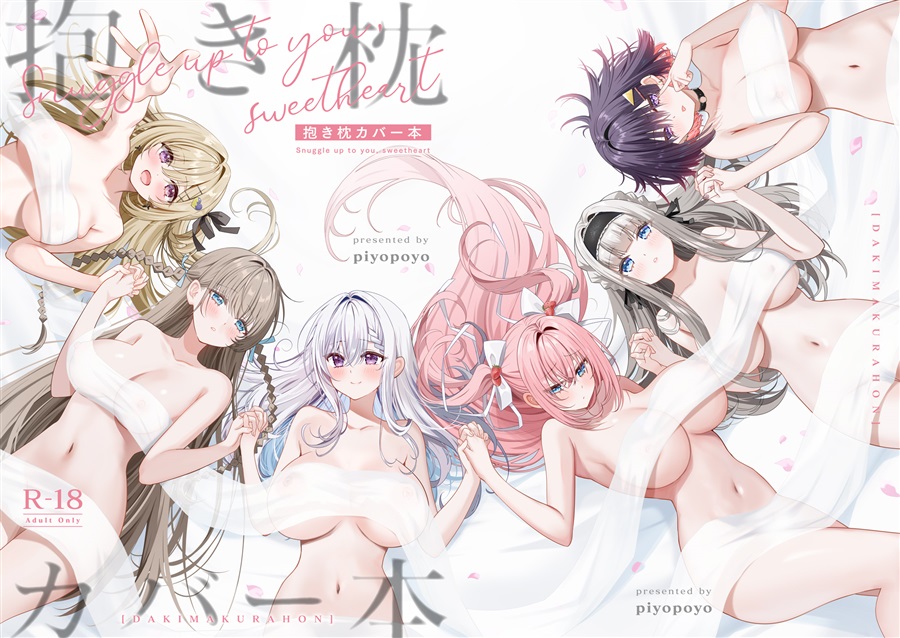 抱き枕
Snuggle up to you,
sweetheart
抱き枕カバー本
Snuggle up to you, sweetheart
presented by
piyopoyo
[DAKIMAKURAHON]
R-18
Adult Only
カバー本
[DAKIMAKURAHON]
presented by
piyopoyo